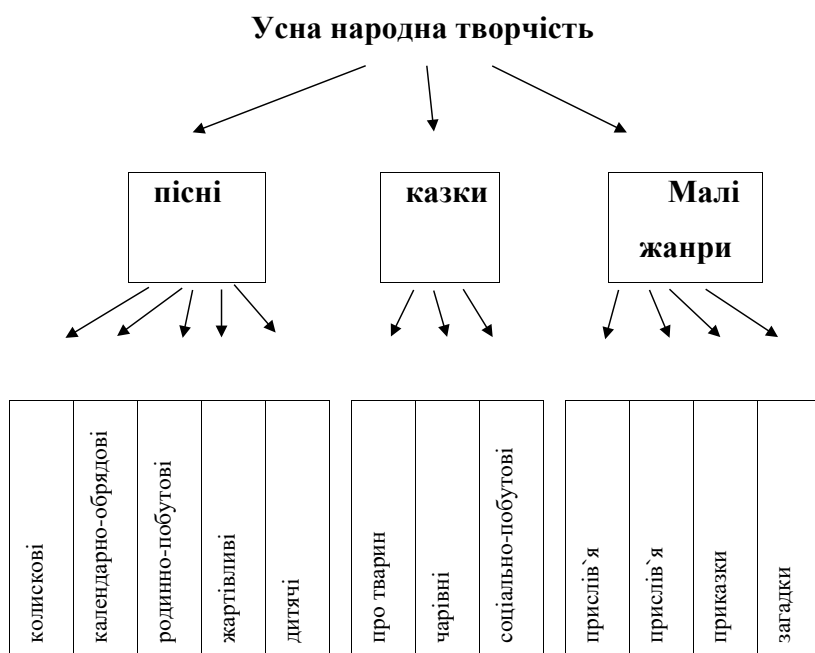 Усна народна творчість
пісні
казки
Малі
жанри
колискові
календарно-обрядові
родинно-побутові
жартівливі
дитячі
про тварин
чарівні
соціально-побутові
прислів`я
прислів`я
приказки
загадки